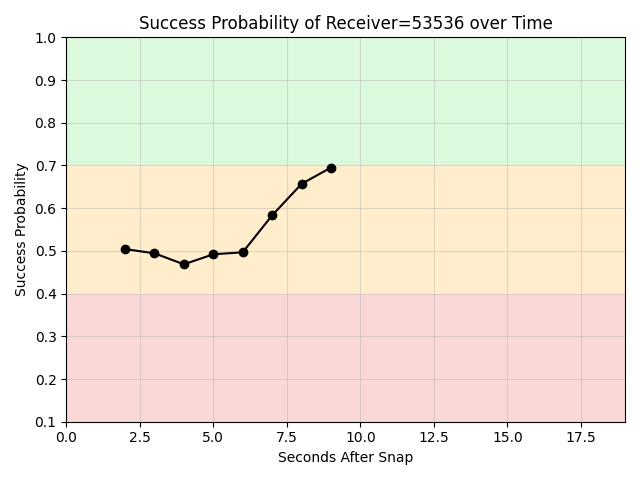 Success Probability of Receiver=53536 over Time
1.0
0.9
0.8
0.7
0.6
0.5
0.4
0.3
0.2
0.1
Success Probability
0.0 2.5 5.0 7.5 10.0 12.5 15.0 17.5
Seconds After Snap